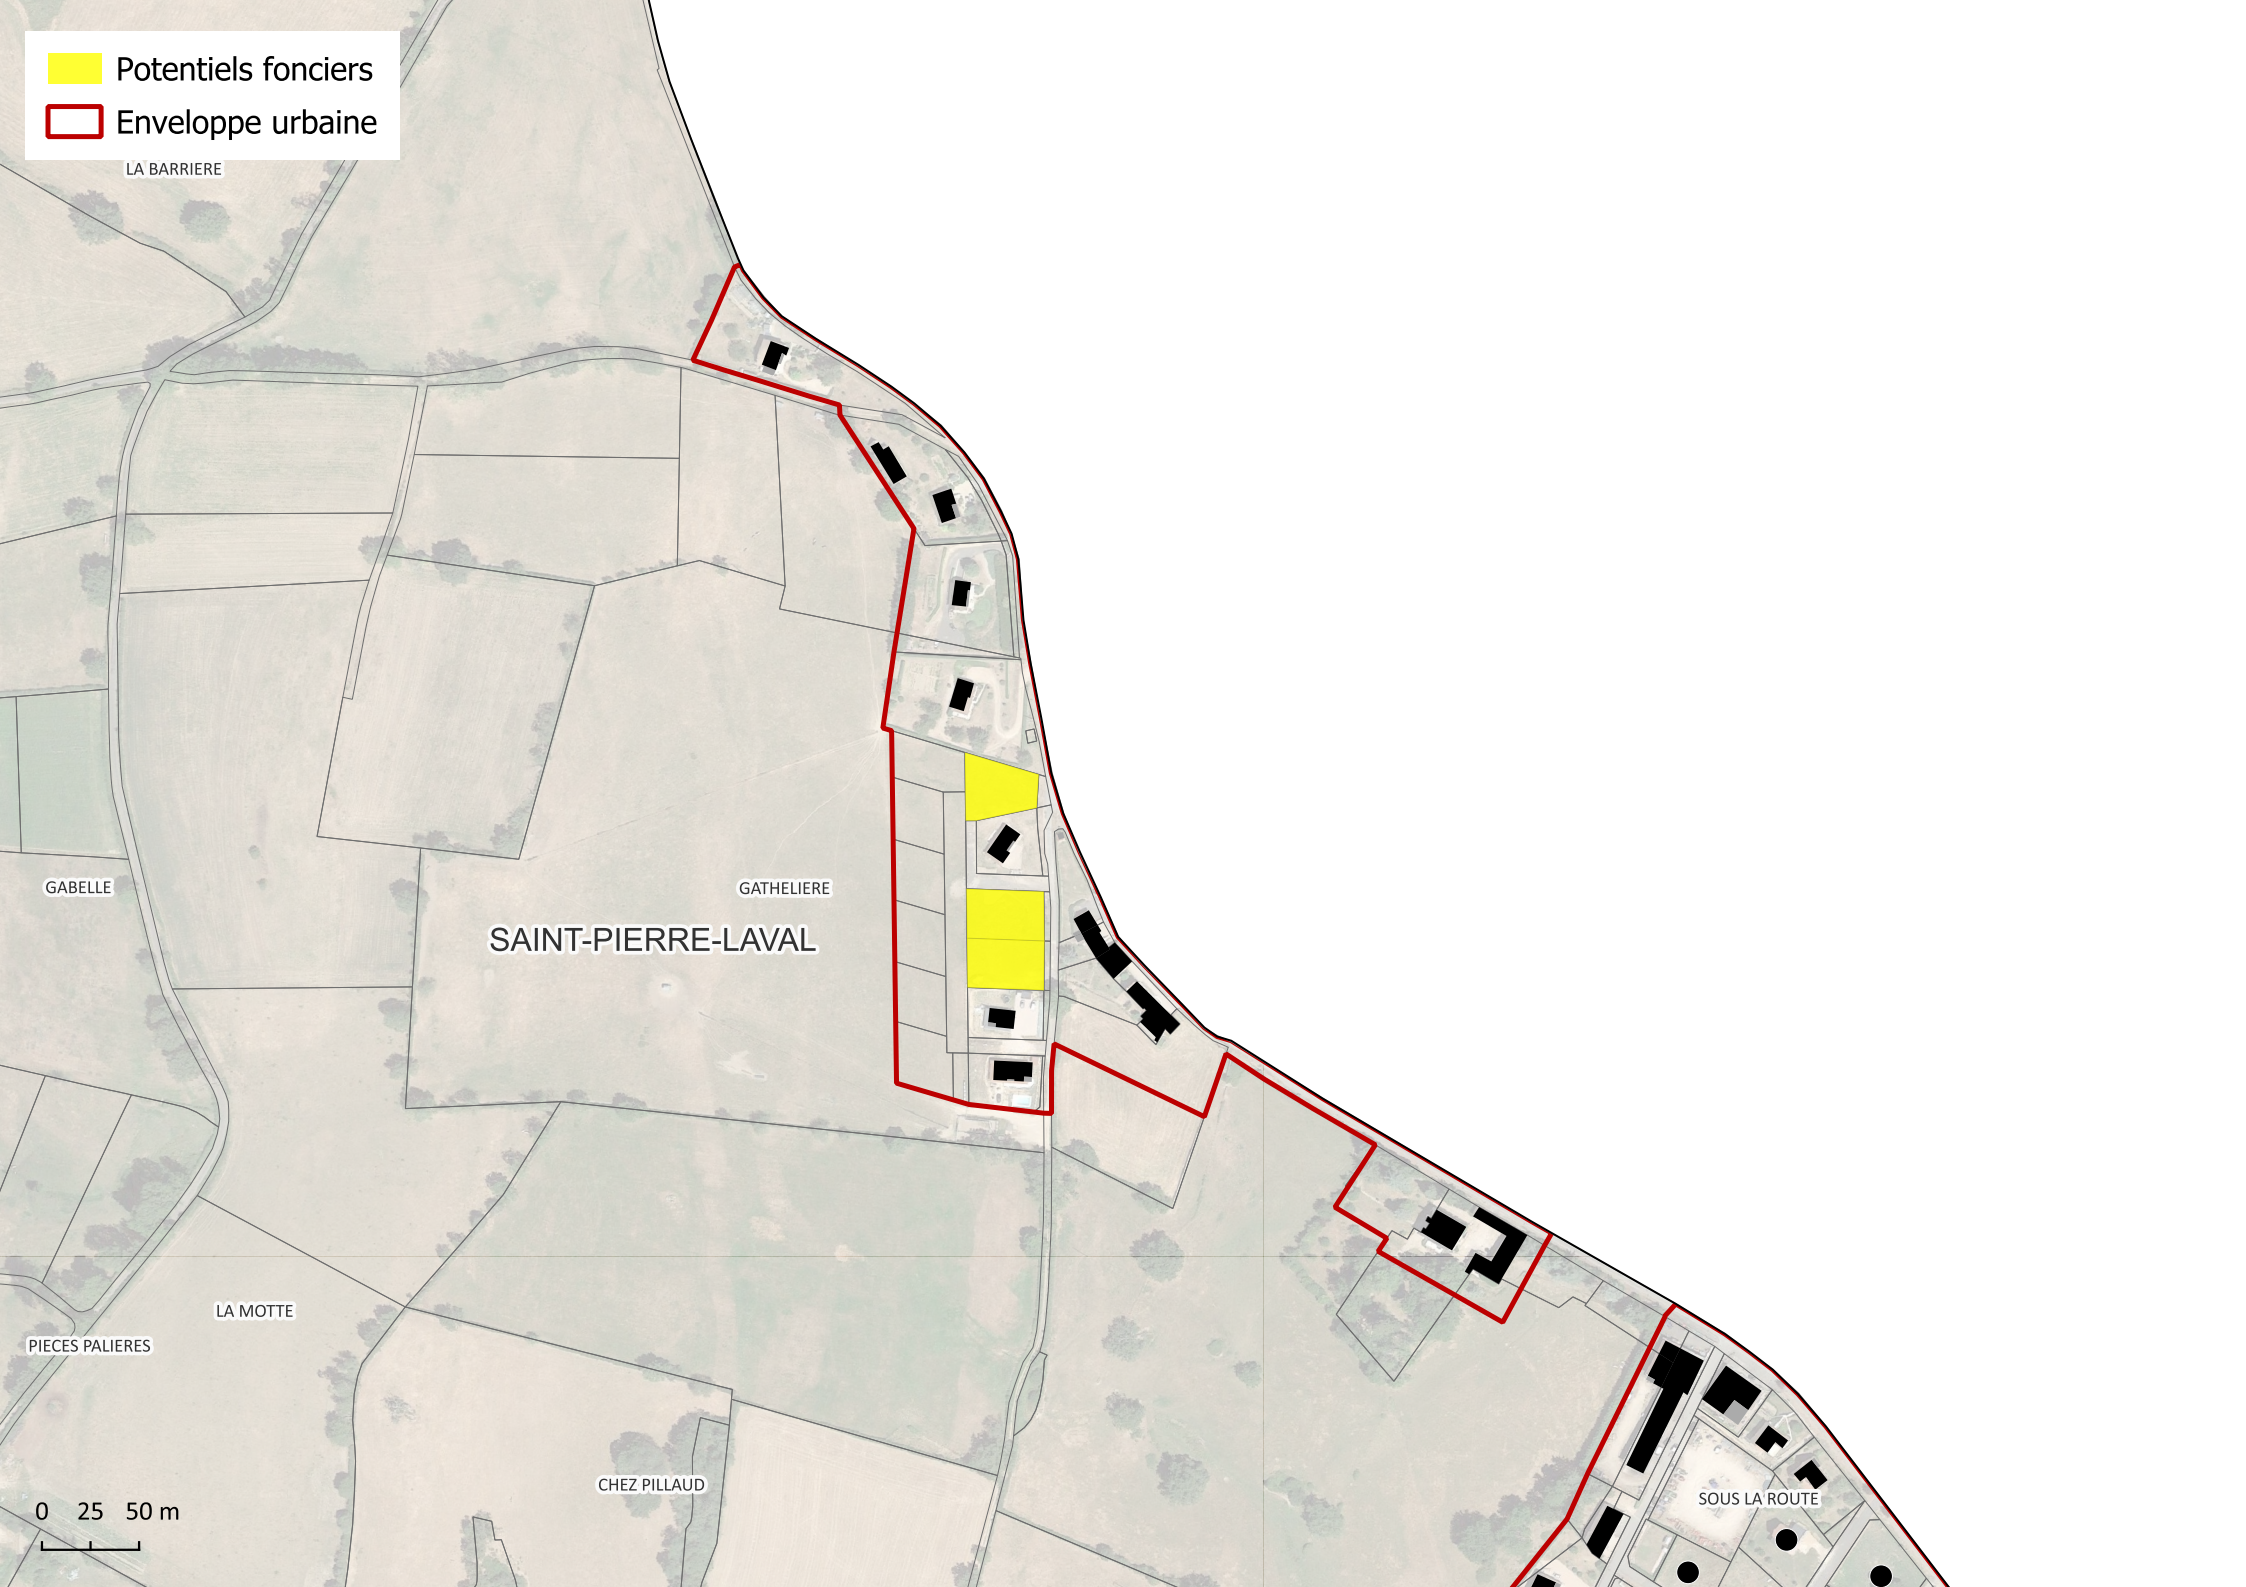 Potentiels fonciers
Enveloppe urbaine
LA BARRIERE
GABELLE
GATHELIERE
SAINT-PIERRE-LAVAL
LA MOTTE
PIECES PALIERES
CHEZ PILLAUD
SOUS LA ROUTE
0 25 50 m